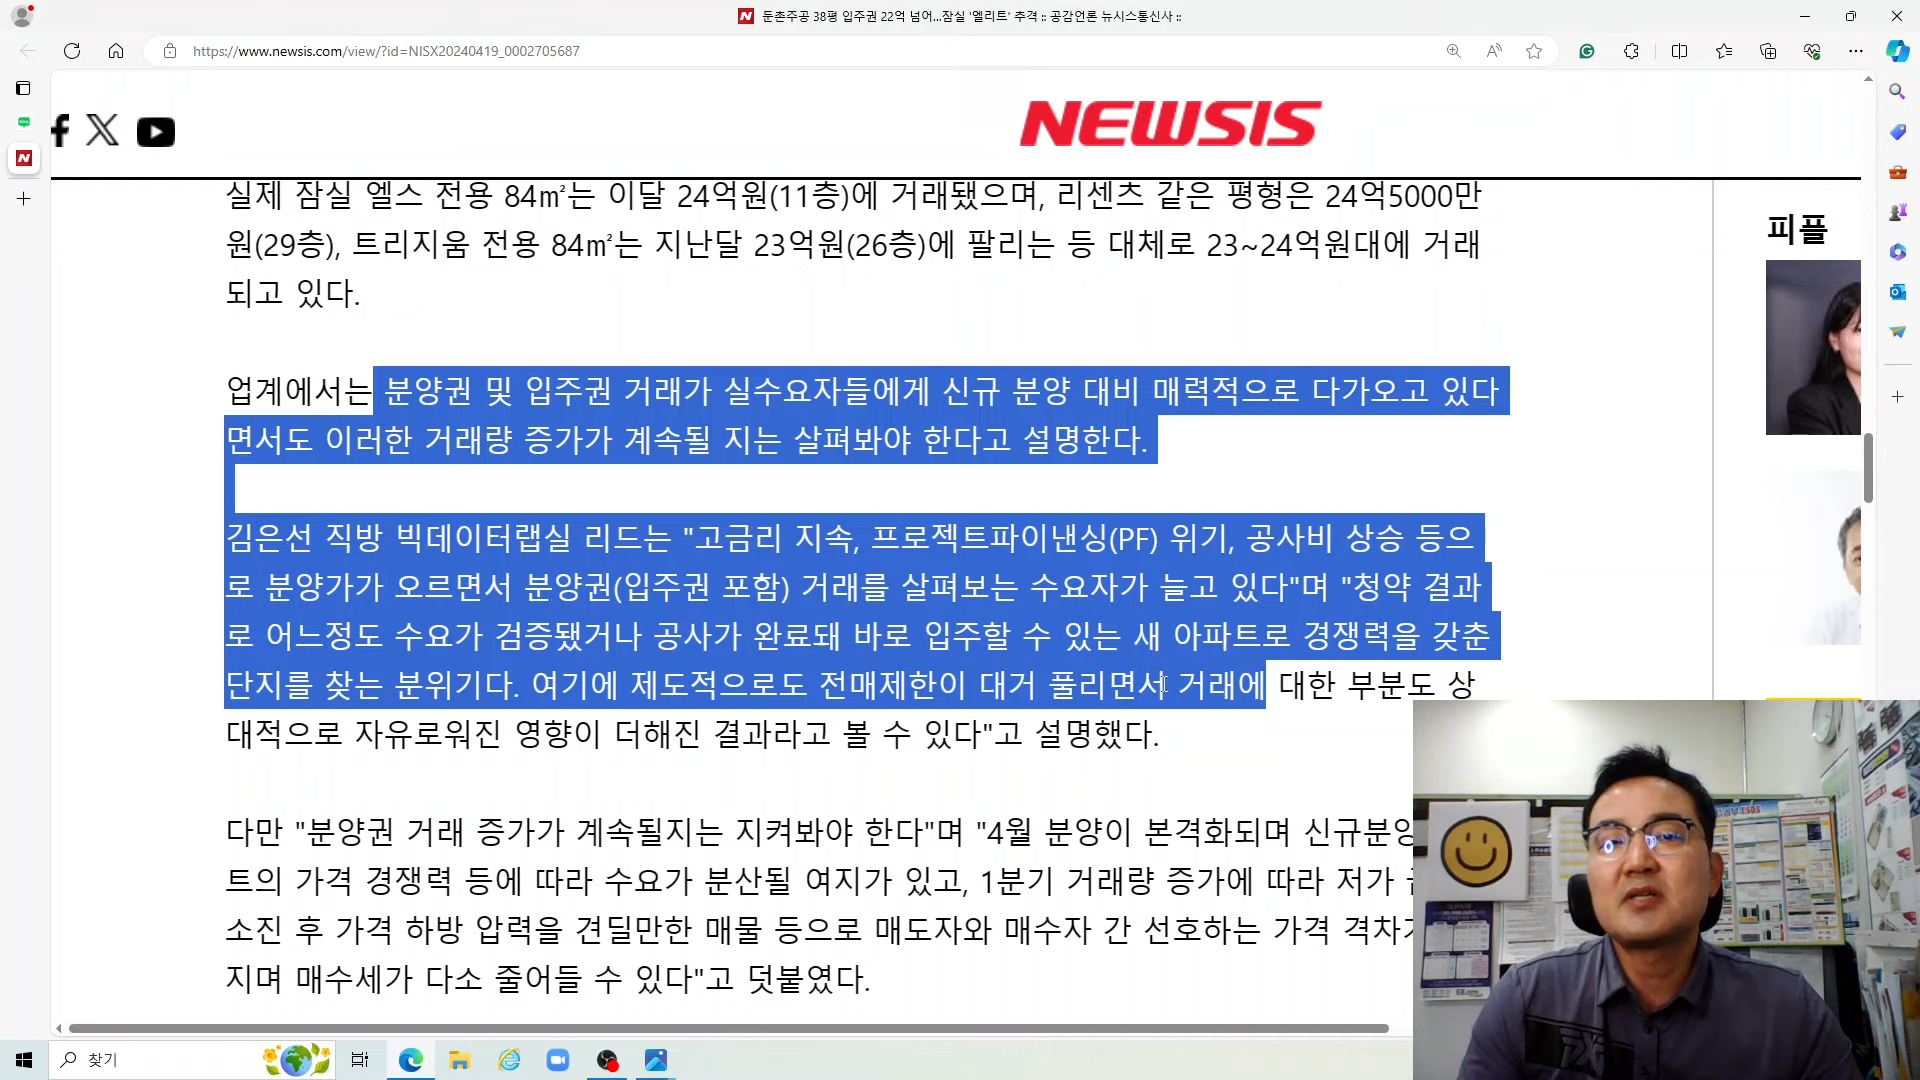 둔촌주공 38평 입주권 22억 넘어...잠실 '엘리트' 추격 :: 공감언론 뉴시스통신사 ::
https://www.newsis.com/view/?id=NISX20240419_0002705687
NEWSIS
실제 잠실 엘스 전용 84㎡는 이달 24억원(11층)에 거래됐으며, 리센츠 같은 평형은 24억5000만
원(29층), 트리지움 전용 84㎡는 지난달 23억원(26층)에 팔리는 등 대체로 23~24억원대에 거래
되고 있다.
피플
업계에서는 분양권 및 입주권 거래가 실수요자들에게 신규 분양 대비 매력적으로 다가오고 있다
면서도 이러한 거래량 증가가 계속될 지는 살펴봐야 한다고 설명한다.
김은선 직방 빅데이터랩실 리드는 "고금리 지속, 프로젝트파이낸싱(PF) 위기, 공사비 상승 등으
로 분양가가 오르면서 분양권(입주권 포함) 거래를 살펴보는 수요자가 늘고 있다"며 "청약 결과
로 어느정도 수요가 검증됐거나 공사가 완료돼 바로 입주할 수 있는 새 아파트로 경쟁력을 갖춘
단지를 찾는 분위기다. 여기에 제도적으로도 전매제한이 대거 풀리면서 거래에 대한 부분도 상
대적으로 자유로워진 영향이 더해진 결과라고 볼 수 있다"고 설명했다.
다만 "분양권 거래 증가가 계속될지는 지켜봐야 한다"며 "4월 분양이 본격화되며 신규분양
트의 가격 경쟁력 등에 따라 수요가 분산될 여지가 있고, 1분기 거래량 증가에 따라 저가
소진 후 가격 하방 압력을 견딜만한 매물 등으로 매도자와 매수자 간 선호하는 가격 격차가
지며 매수세가 다소 줄어들 수 있다"고 덧붙였다.
찾기